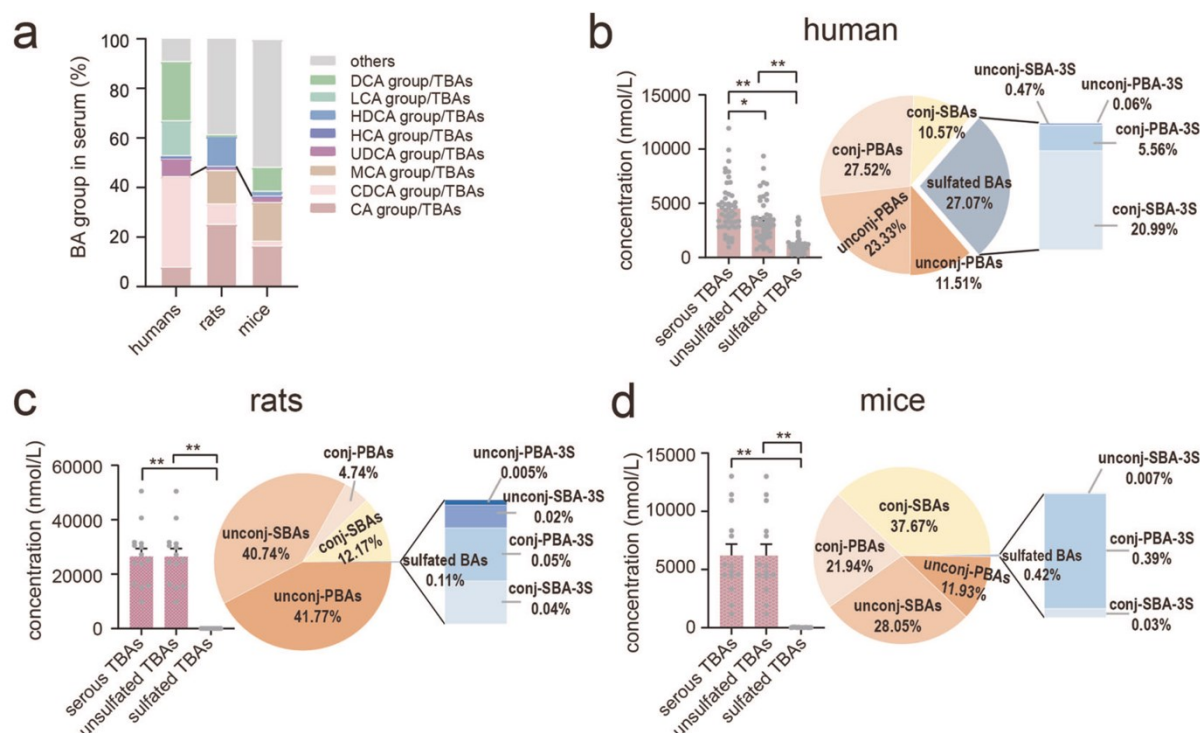 a
BA group in serum (%)
100
80
60
40
20
0
humans
rats
mice
others
DCA group/TBAs
LCA group/TBAs
HDCA group/TBAs
HCA group/TBAs
UDCA group/TBAs
MCA group/TBAs
CDCA group/TBAs
CA group/TBAs
b
human
concentration (nmol/L)
15000
10000
5000
0
**
**
*
serous TBAs
unsulfated TBAs
sulfated TBAs
conj-SBAs
10.57%
conj-PBAs
27.52%
sulfated BAs
27.07%
unconj-PBAs
23.33%
unconj-PBAs
11.51%
unconj-SBA-3S
0.47%
unconj-PBA-3S
0.06%
conj-PBA-3S
5.56%
conj-SBA-3S
20.99%
c
rats
concentration (nmol/L)
60000
40000
20000
0
**
**
serous TBAs
unsulfated TBAs
sulfated TBAs
conj-PBAs
4.74%
unconj-SBAs
40.74%
conj-SBAs
12.17%
sulfated BAs
0.11%
unconj-PBAs
41.77%
unconj-PBA-3S
0.005%
unconj-SBA-3S
0.02%
conj-PBA-3S
0.05%
conj-SBA-3S
0.04%
d
mice
concentration (nmol/L)
15000
10000
5000
0
**
**
serous TBAs
unsulfated TBAs
sulfated TBAs
conj-SBAs
37.67%
conj-PBAs
21.94%
sulfated BAs
0.42%
unconj-PBAs
11.93%
unconj-SBAs
28.05%
unconj-SBA-3S
0.007%
conj-PBA-3S
0.39%
conj-SBA-3S
0.03%